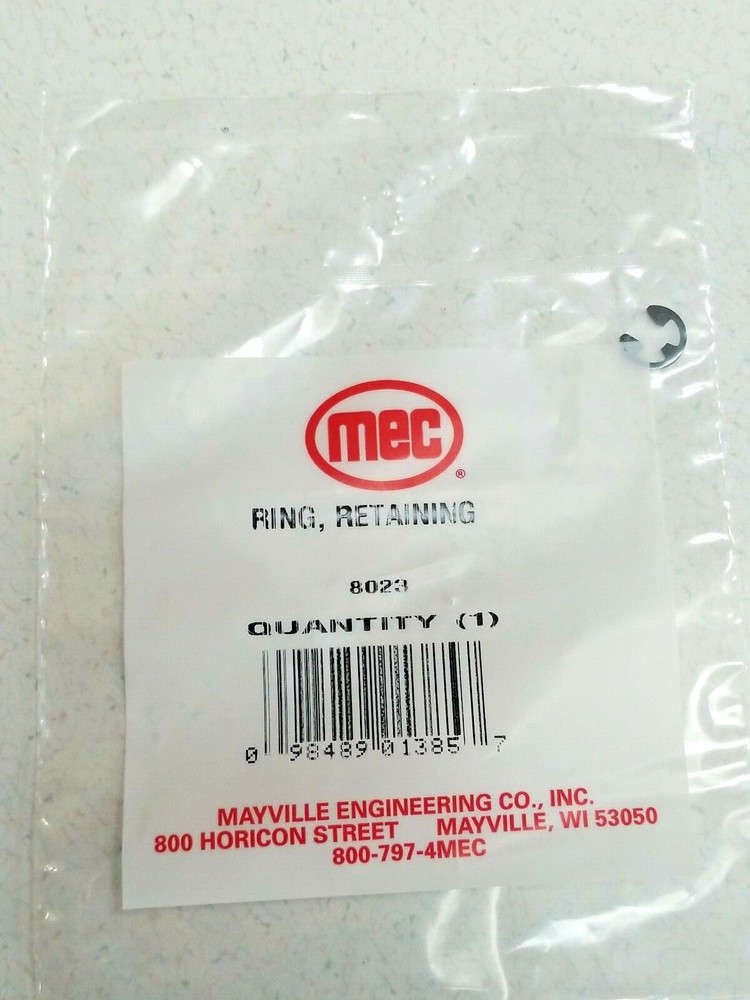 mec®
RING, RETAINING
8023
QUANTITY (1)
0 98489 01385 7
MAYVILLE ENGINEERING CO., INC.
800 HORICON STREET MAYVILLE, WI 53050
800-797-4MEC